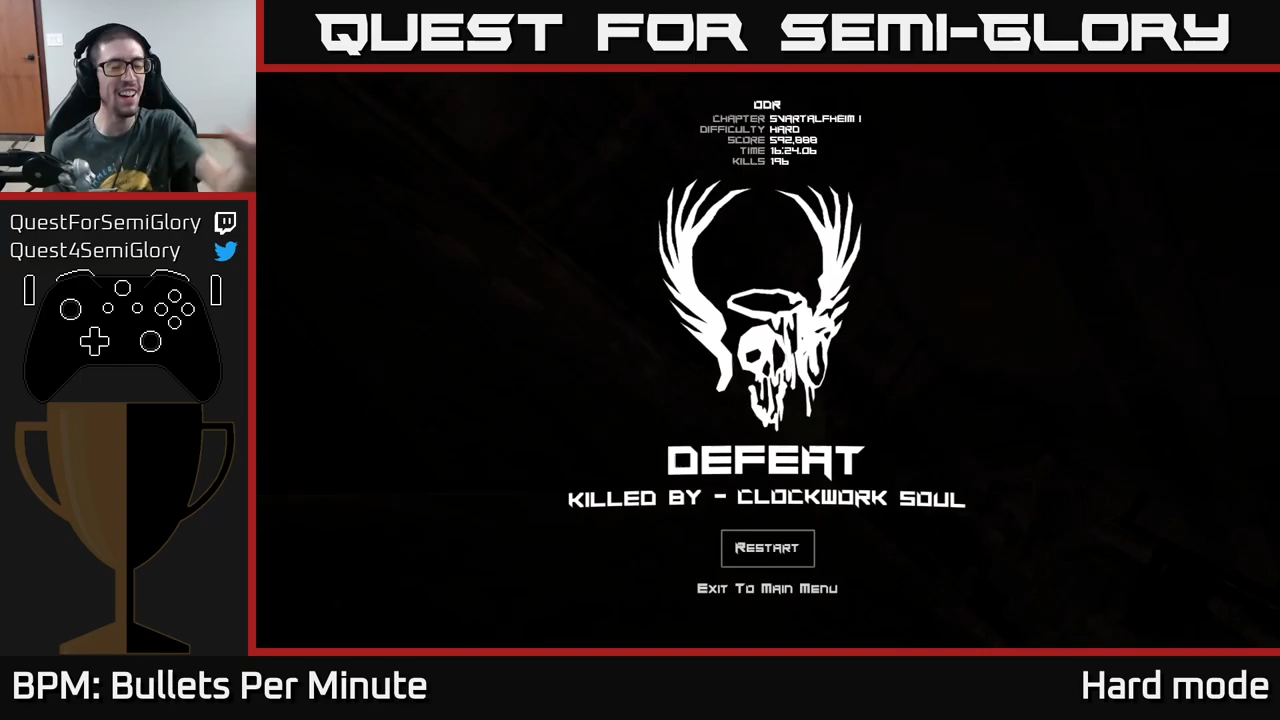 QUEST FOR SEMI-GLORY
QuestForSemiGlory
Quest4SemiGlory
ODR
CHAPTER SVARTALFHEIM I
DIFFICULTY HARD
SCORE 592,888
TIME 16:24.06
KILLS 196
DEFEAT
KILLED BY - CLOCKWORK SOUL
RESTART
EXIT TO MAIN MENU
BPM: Bullets Per Minute
Hard mode